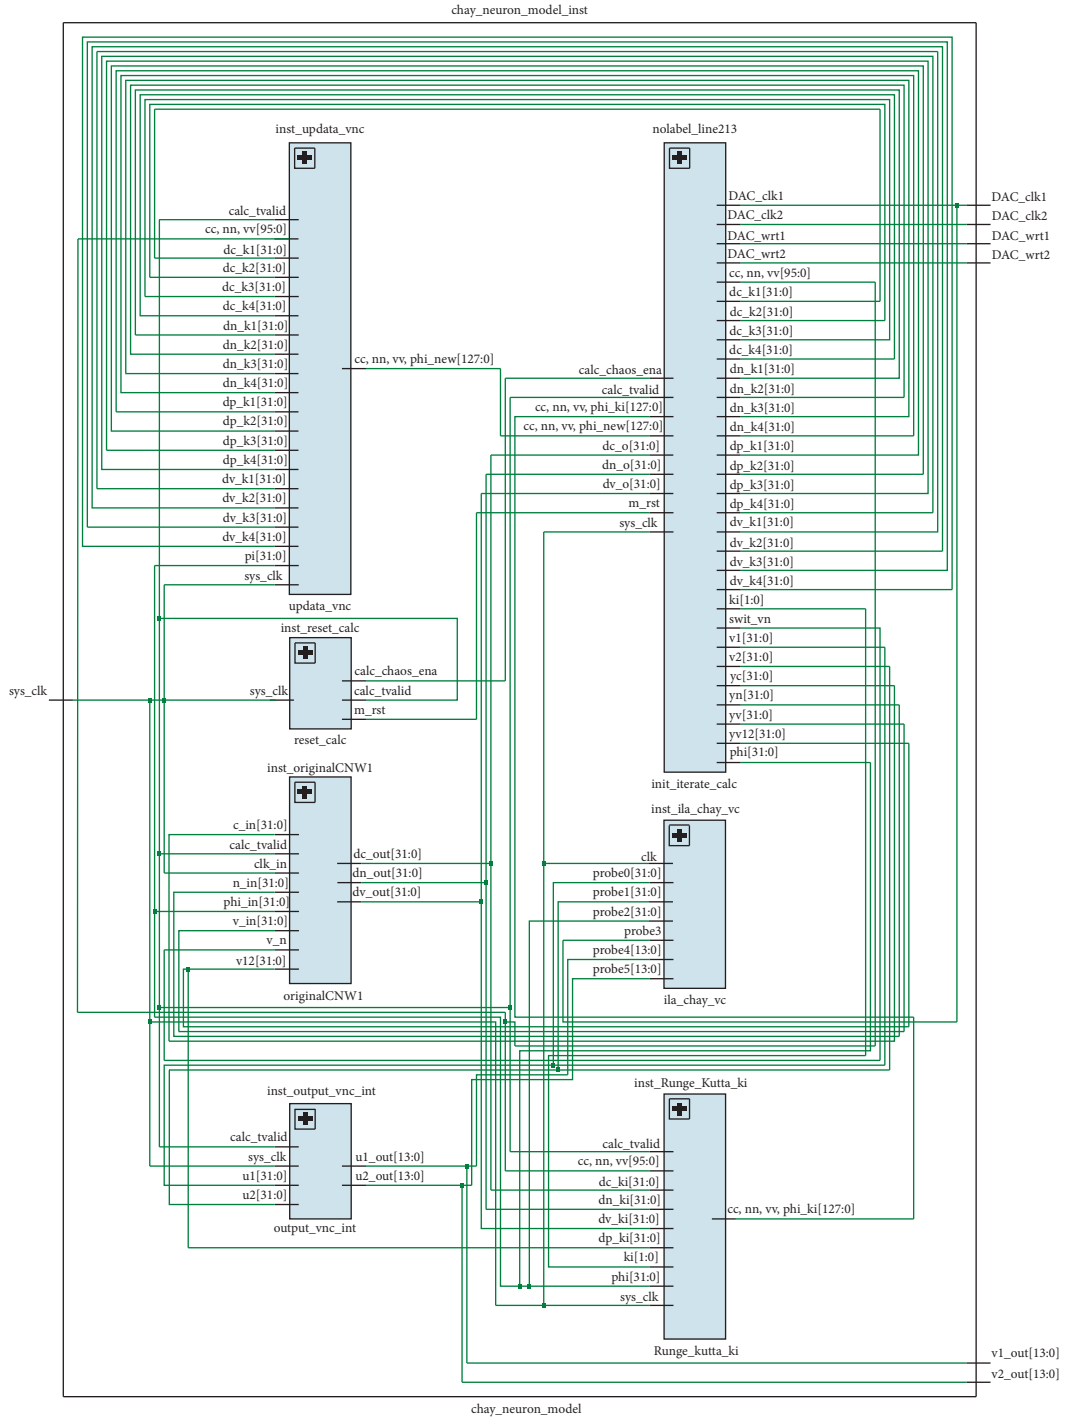 chay_neuron_model_inst
inst_updata_vnc
calc_tvalid
cc, nn, vv[95:0]
dc_k1[31:0]
dc_k2[31:0]
dc_k3[31:0]
dc_k4[31:0]
dn_k1[31:0]
dn_k2[31:0]
dn_k3[31:0]
dn_k4[31:0]
dp_k1[31:0]
dp_k2[31:0]
dp_k3[31:0]
dp_k4[31:0]
dv_k1[31:0]
dv_k2[31:0]
dv_k3[31:0]
dv_k4[31:0]
pi[31:0]
sys_clk
cc, nn, vv, phi_new[127:0]
updata_vnc
nolabel_line213
calc_chaos_ena
calc_tvalid
cc, nn, vv, phi_ki[127:0]
cc, nn, vv, phi_new[127:0]
dc_o[31:0]
dn_o[31:0]
dv_o[31:0]
m_rst
sys_clk
DAC_clk1
DAC_clk2
DAC_wrt1
DAC_wrt2
cc, nn, vv[95:0]
dc_k1[31:0]
dc_k2[31:0]
dc_k3[31:0]
dc_k4[31:0]
dn_k1[31:0]
dn_k2[31:0]
dn_k3[31:0]
dn_k4[31:0]
dp_k1[31:0]
dp_k2[31:0]
dp_k3[31:0]
dp_k4[31:0]
dv_k1[31:0]
dv_k2[31:0]
dv_k3[31:0]
dv_k4[31:0]
ki[1:0]
swit_vn
v1[31:0]
v2[31:0]
yc[31:0]
yn[31:0]
yv[31:0]
yv12[31:0]
phi[31:0]
init_iterate_calc
DAC_clk1
DAC_clk2
DAC_wrt1
DAC_wrt2
sys_clk
inst_reset_calc
sys_clk
calc_chaos_ena
calc_tvalid
m_rst
reset_calc
inst_originalCNW1
c_in[31:0]
calc_tvalid
clk_in
n_in[31:0]
phi_in[31:0]
v_in[31:0]
v_n
v12[31:0]
dc_out[31:0]
dn_out[31:0]
dv_out[31:0]
originalCNW1
inst_ila_chay_vc
clk
probe0[31:0]
probe1[31:0]
probe2[31:0]
probe3
probe4[13:0]
probe5[13:0]
ila_chay_vc
inst_output_vnc_int
calc_tvalid
sys_clk
u1[31:0]
u2[31:0]
u1_out[13:0]
u2_out[13:0]
output_vnc_int
inst_Runge_Kutta_ki
calc_tvalid
cc, nn, vv[95:0]
dc_ki[31:0]
dn_ki[31:0]
dv_ki[31:0]
dp_ki[31:0]
ki[1:0]
phi[31:0]
sys_clk
cc, nn, vv, phi_ki[127:0]
Runge_kutta_ki
v1_out[13:0]
v2_out[13:0]
chay_neuron_model